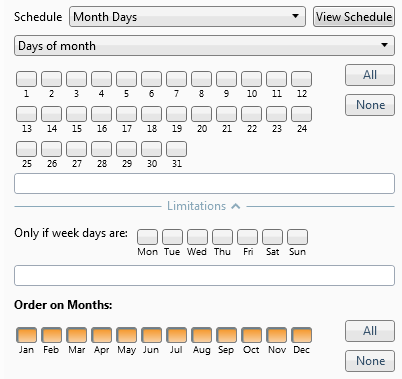 Schedule Month Days View Schedule
Days of month
All
1 2 3 4 5 6 7 8 9 10 11 12
None
13 14 15 16 17 18 19 20 21 22 23 24
25 26 27 28 29 30 31
Limitations
Only if week days are:
Mon Tue Wed Thu Fri Sat Sun
Order on Months:
All
Jan Feb Mar Apr May Jun Jul Aug Sep Oct Nov Dec
None